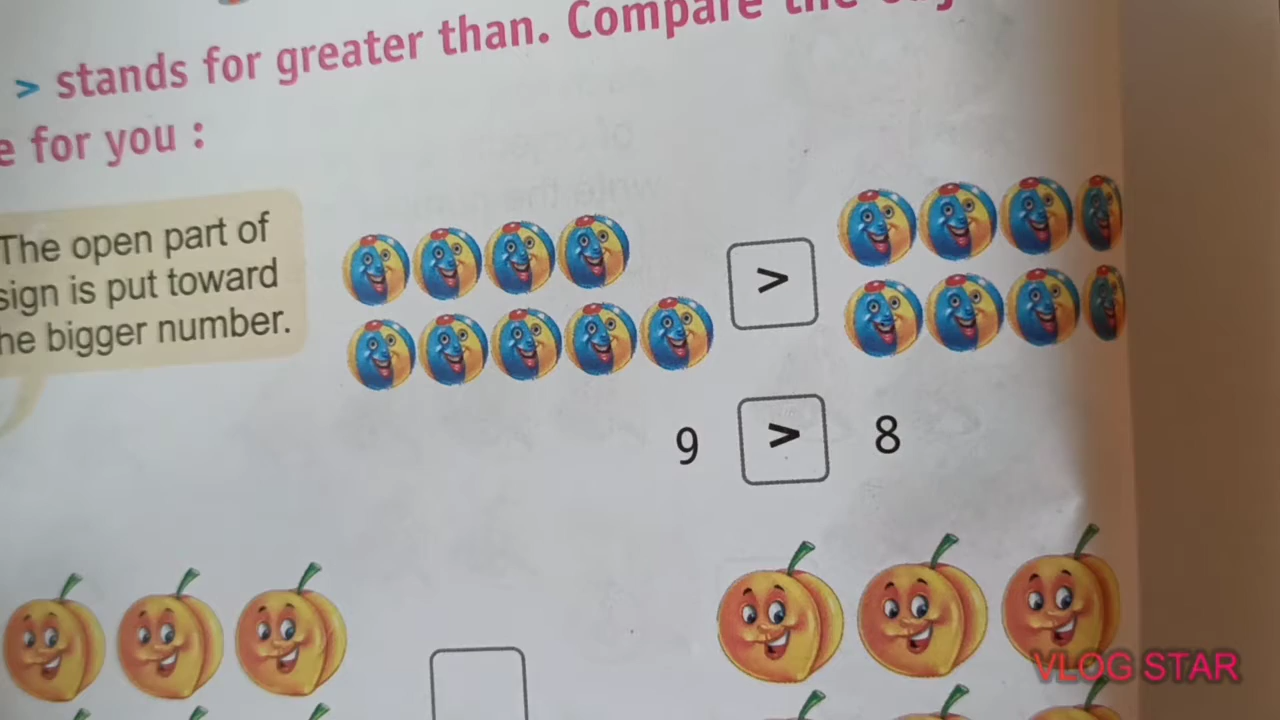 > stands for greater than. Compare the
e for you :
The open part of
sign is put toward
he bigger number.
>
9 > 8
VLOG STAR